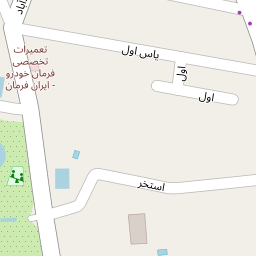 یاس اول
تعمیرات
تخصصی
فرمان خودرو
- ایران فرمان
اول
اول
استخر